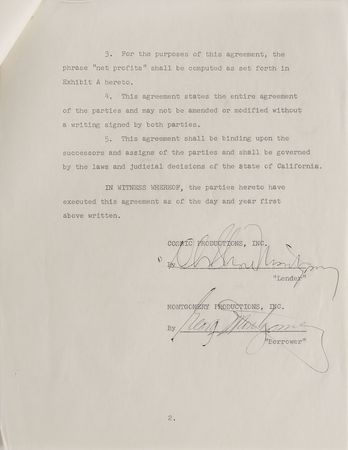 3. For the purposes of this agreement, the
phrase "net profits" shall be computed as set forth in
Exhibit A hereto.
4. This agreement states the entire agreement
of the parties and may not be amended or modified without
a writing signed by both parties.
5. This agreement shall be binding upon the
successors and assigns of the parties and shall be governed
by the laws and judicial decisions of the State of California.
IN WITNESS WHEREOF, the parties hereto have
executed this agreement as of the day and year first
above written.
COSMIC PRODUCTIONS, INC.
By
"Lender"
MONTGOMERY PRODUCTIONS, INC.
By Montgomery
"Borrower"
2.